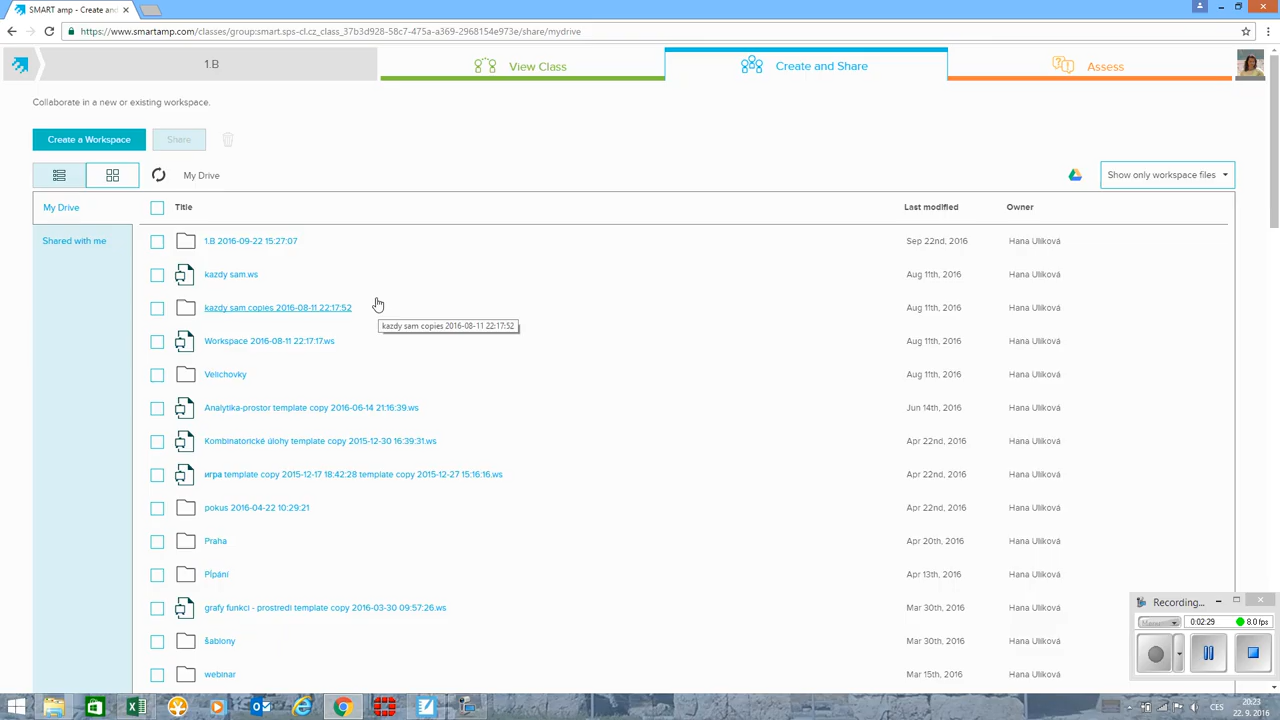 SMART amp - Create and
https://www.smartamp.com/classes/group:smart.sps-cl.cz_class_37b3d928-58c7-475a-a369-2968154e973e/share/mydrive
1.B
View Class
Create and Share
Assess
Collaborate in a new or existing workspace.
Create a Workspace
Share
My Drive
Show only workspace files
My Drive
Title
Last modified
Owner
Shared with me
1.B 2016-09-22 15:27:07
Sep 22nd, 2016
Hana Ulíková
kazdy sam.ws
Aug 11th, 2016
Hana Ulíková
kazdy sam copies 2016-08-11 22:17:52
Aug 11th, 2016
Hana Ulíková
kazdy sam copies 2016-08-11 22:17:52
Workspace 2016-08-11 22:17:17.ws
Aug 11th, 2016
Hana Ulíková
Velichovky
Aug 11th, 2016
Hana Ulíková
Analytika-prostor template copy 2016-06-14 21:16:39.ws
Jun 14th, 2016
Hana Ulíková
Kombinatorické úlohy template copy 2015-12-30 16:39:31.ws
Apr 22nd, 2016
Hana Ulíková
игра template copy 2015-12-17 18:42:28 template copy 2015-12-27 15:16:16.ws
Apr 22nd, 2016
Hana Ulíková
pokus 2016-04-22 10:29:21
Apr 22nd, 2016
Hana Ulíková
Praha
Apr 20th, 2016
Hana Ulíková
Pípání
Apr 13th, 2016
Hana Ulíková
grafy funkcí - prostredí template copy 2016-03-30 09:57:26.ws
Mar 30th, 2016
Hana Ulíková
šablony
Mar 30th, 2016
Hana Ulíková
webinar
Mar 15th, 2016
Hana Ulíková
Recording...
0:02:29
8.0 fps
20:23
CES
22. 9. 2016